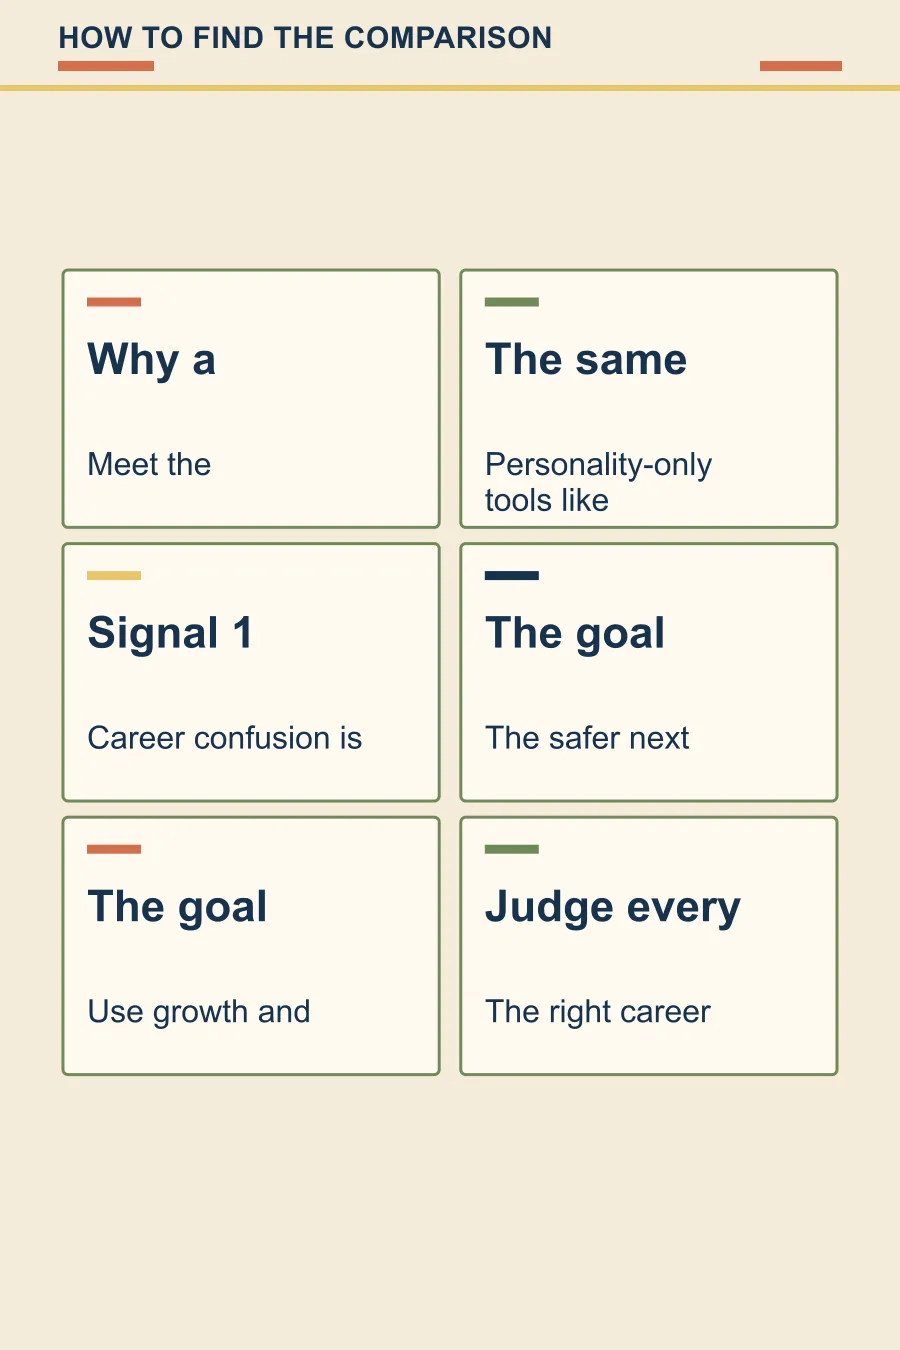 HOW TO FIND THE COMPARISON
Why a
Meet the
The same
Personality-only
tools like
Signal 1
Career confusion is
The goal
The safer next
The goal
Use growth and
Judge every
The right career